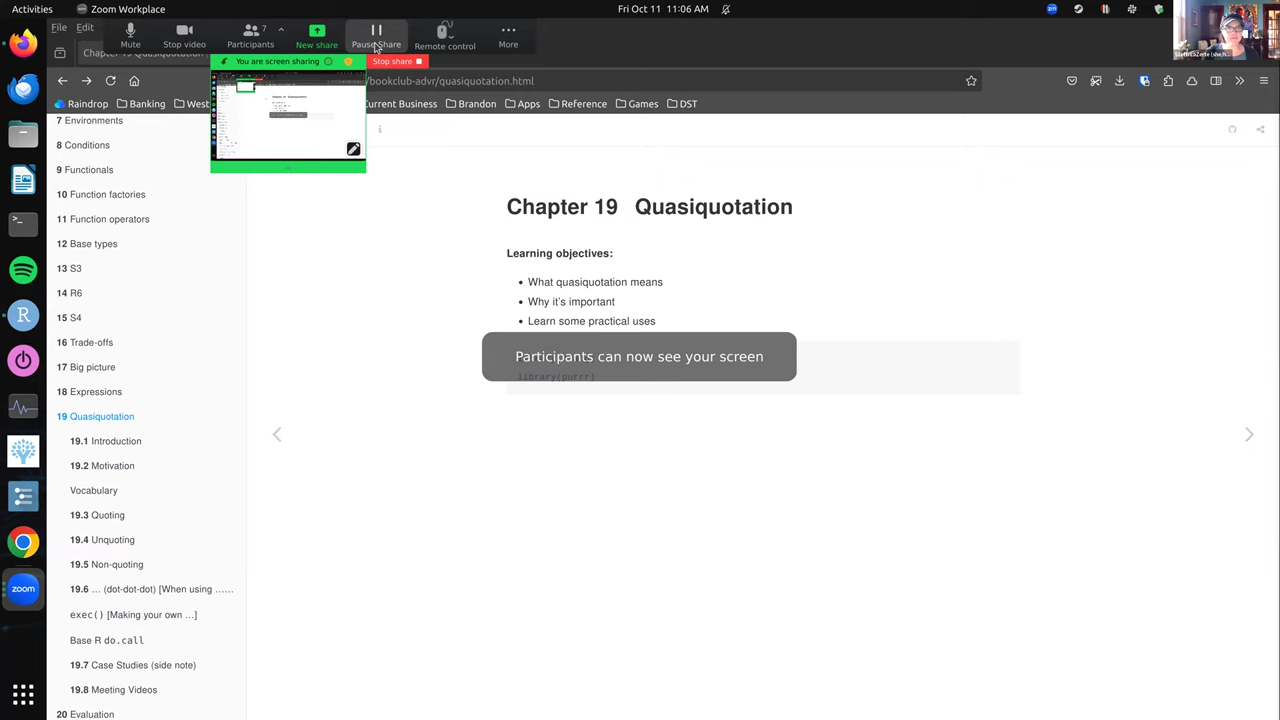 Activities
Zoom Workplace
Fri Oct 11 11:06 AM
File Edit
Mute
Stop video
7
Participants
New share
Pause Share
Remote control
More
Chapter 19 Quasiquotation
You are screen sharing
Stop share
/bookclub-advr/quasiquotation.html
Banking
Current Business
Conference
DST
7 Environments
8 Conditions
9 Functionals
10 Function factories
11 Function operators
12 Base types
13 S3
14 R6
15 S4
16 Trade-offs
17 Big picture
18 Expressions
19 Quasiquotation
19.1 Introduction
19.2 Motivation
Vocabulary
19.3 Quoting
19.4 Unquoting
19.5 Non-quoting
19.6 … (dot-dot-dot) [When using ……
exec() [Making your own …]
Base R do.call
19.7 Case Studies (side note)
19.8 Meeting Videos
20 Evaluation
Chapter 19 Quasiquotation
Learning objectives:
• What quasiquotation means
• Why it's important
• Learn some practical uses
Participants can now see your screen
library(purrr)
zoom